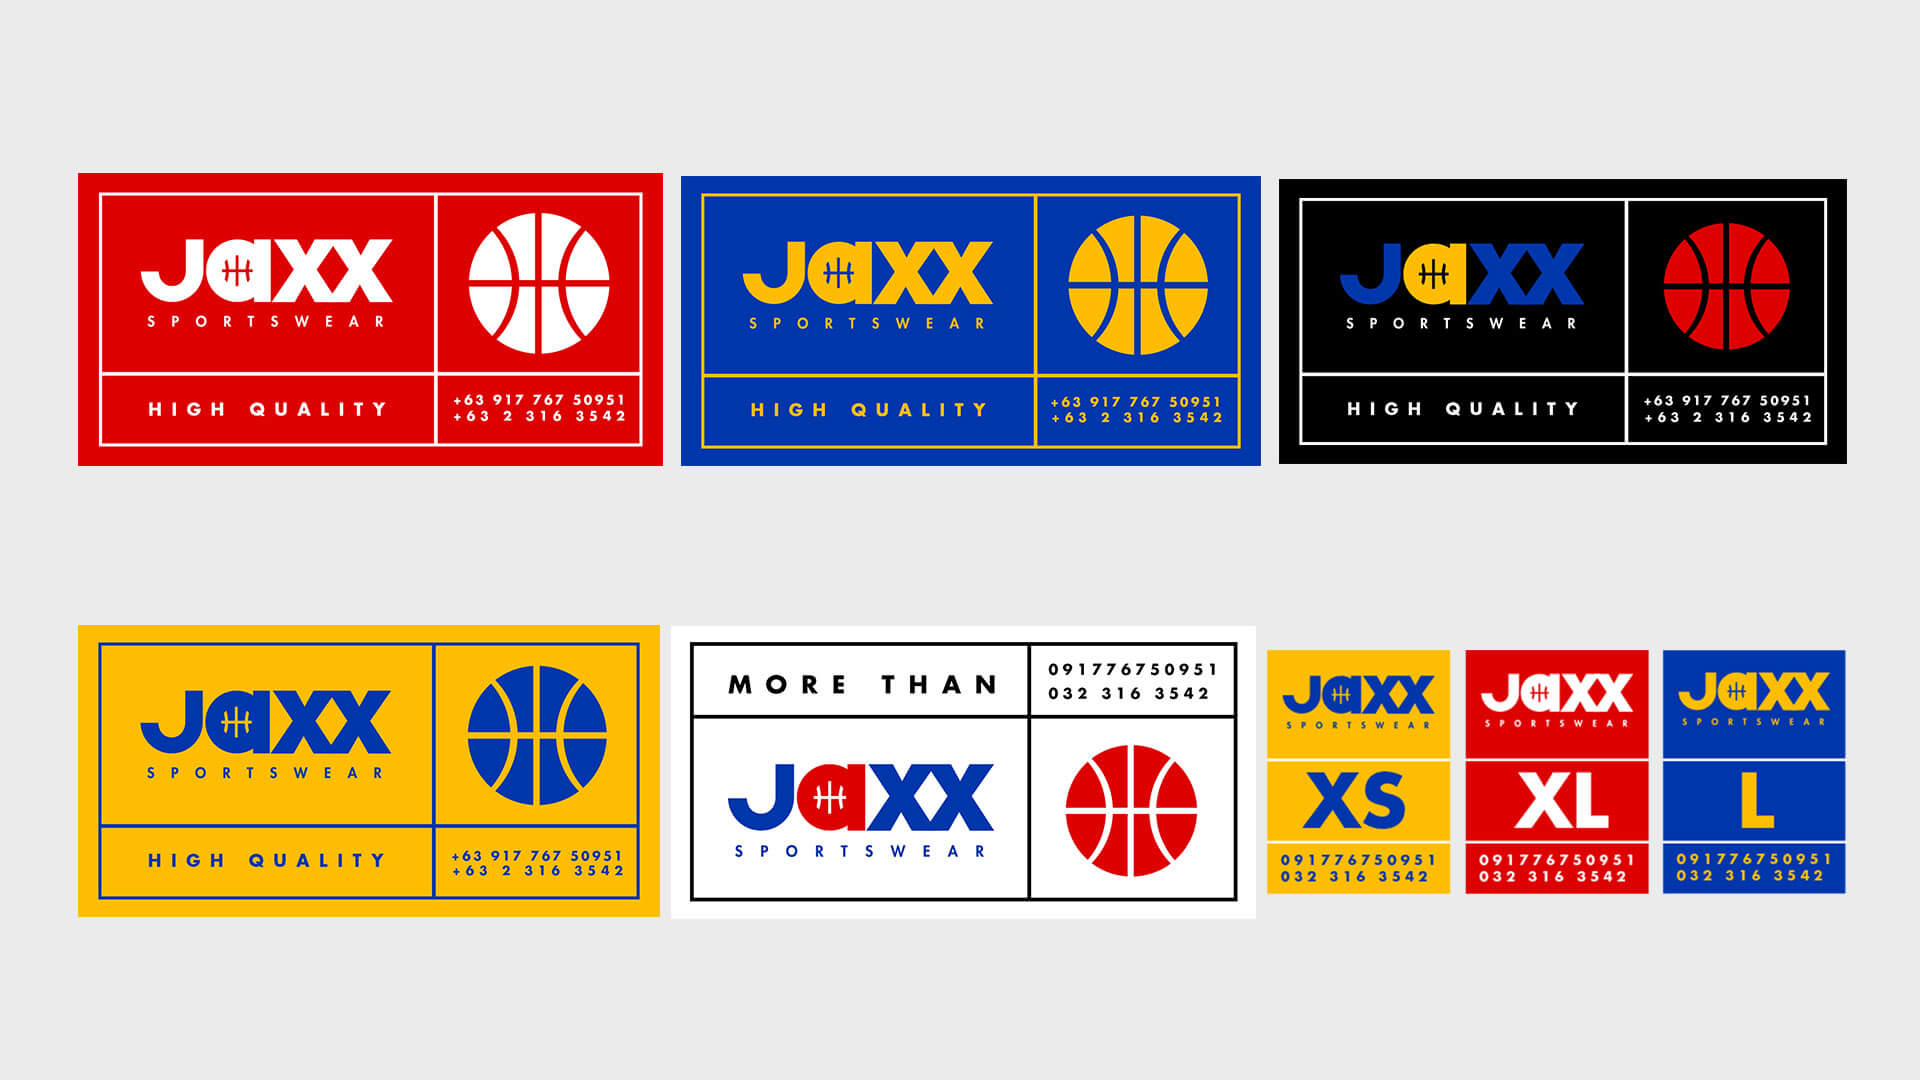 Jaxx
SPORTSWEAR
HIGH QUALITY
+63 917 767 50951
+63 2 316 3542
Jaxx
SPORTSWEAR
HIGH QUALITY
+63 917 767 50951
+63 2 316 3542
Jaxx
SPORTSWEAR
HIGH QUALITY
+63 917 767 50951
+63 2 316 3542
Jaxx
SPORTSWEAR
HIGH QUALITY
+63 917 767 50951
+63 2 316 3542
MORE THAN
091776750951
032 316 3542
Jaxx
SPORTSWEAR
Jaxx
SPORTSWEAR
XS
091776750951
032 316 3542
Jaxx
SPORTSWEAR
XL
091776750951
032 316 3542
Jaxx
SPORTSWEAR
L
091776750951
032 316 3542